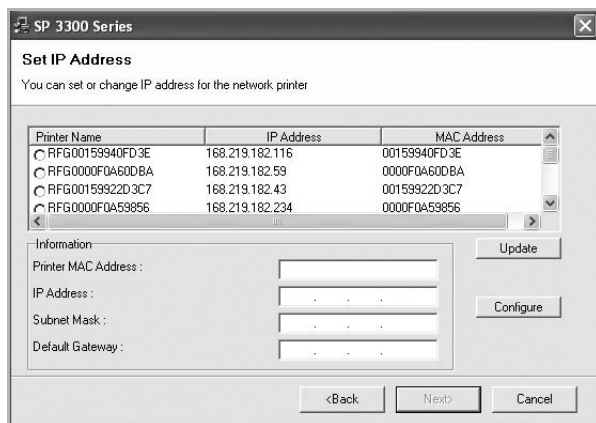 SP 3300 Series
Set IP Address
You can set or change IP address for the network printer
Printer Name IP Address MAC Address
RFG00159940FD3E 168.219.182.116 00159940FD3E
RFG0000F0A60DBA 168.219.182.59 0000F0A60DBA
RFG00159922D3C7 168.219.182.43 00159922D3C7
RFG0000F0A59856 168.219.182.234 0000F0A59856
Information
Update
Printer MAC Address :
IP Address :
Configure
Subnet Mask :
Default Gateway :
<Back Next> Cancel